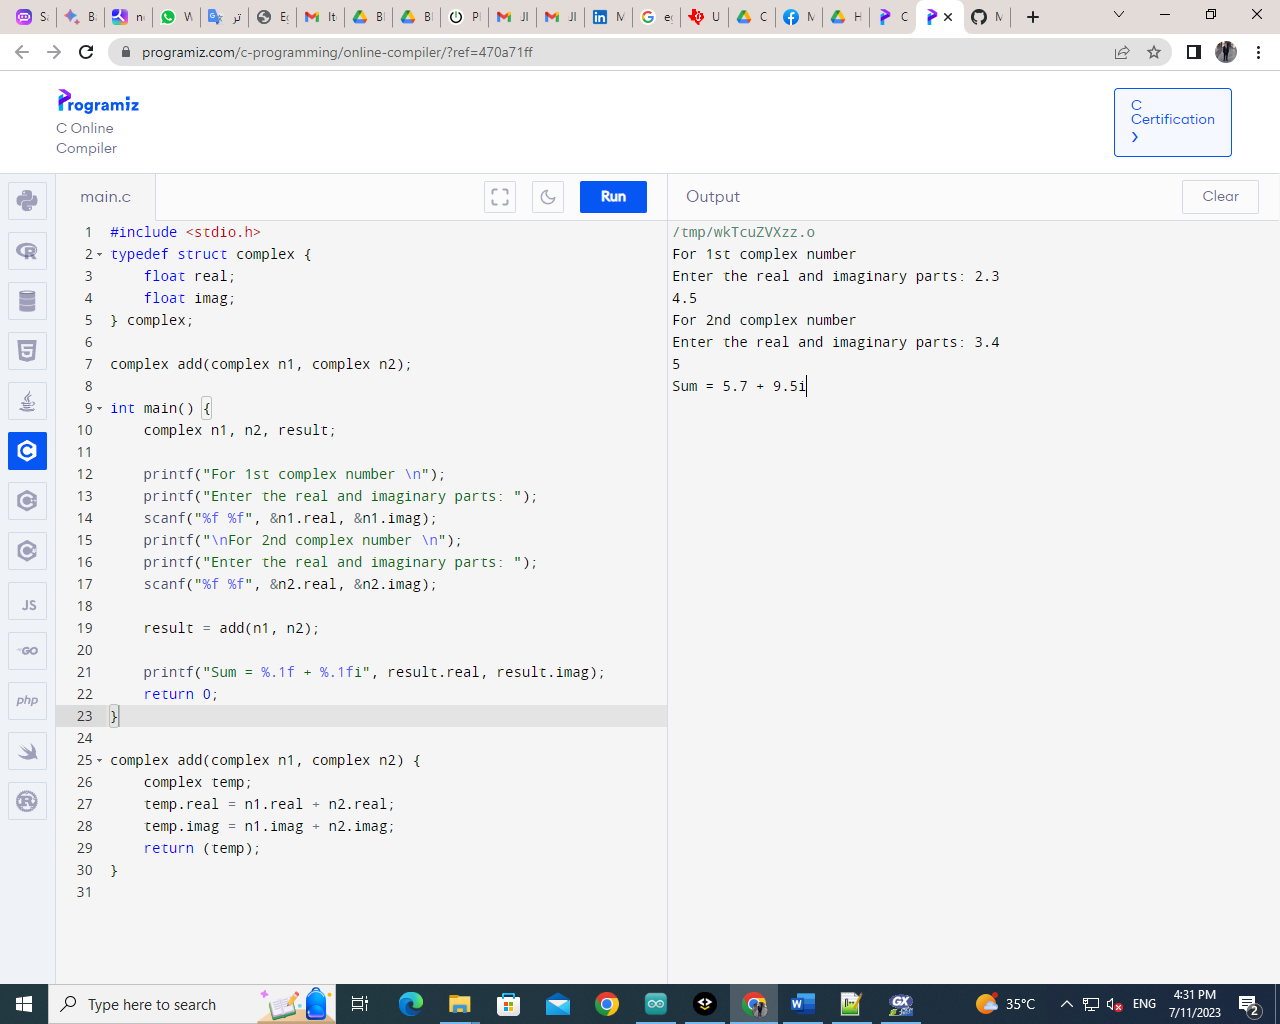 programiz.com/c-programming/online-compiler/?ref=470a71ff
Programiz
C Online
Compiler
C
Certification
main.c
Run
Output
Clear
1 #include <stdio.h>
2 typedef struct complex {
3     float real;
4     float imag;
5 } complex;
6
7 complex add(complex n1, complex n2);
8
9 int main() {
10     complex n1, n2, result;
11
12     printf("For 1st complex number \n");
13     printf("Enter the real and imaginary parts: ");
14     scanf("%f %f", &n1.real, &n1.imag);
15     printf("\nFor 2nd complex number \n");
16     printf("Enter the real and imaginary parts: ");
17     scanf("%f %f", &n2.real, &n2.imag);
18
19     result = add(n1, n2);
20
21     printf("Sum = %.1f + %.1fi", result.real, result.imag);
22     return 0;
23 }
24
25 complex add(complex n1, complex n2) {
26     complex temp;
27     temp.real = n1.real + n2.real;
28     temp.imag = n1.imag + n2.imag;
29     return (temp);
30 }
31
/tmp/wkTcuZVXzz.o
For 1st complex number
Enter the real and imaginary parts: 2.3
4.5
For 2nd complex number
Enter the real and imaginary parts: 3.4
5
Sum = 5.7 + 9.5i
JS
GO
php
Type here to search
35°C
ENG
4:31 PM
7/11/2023
2